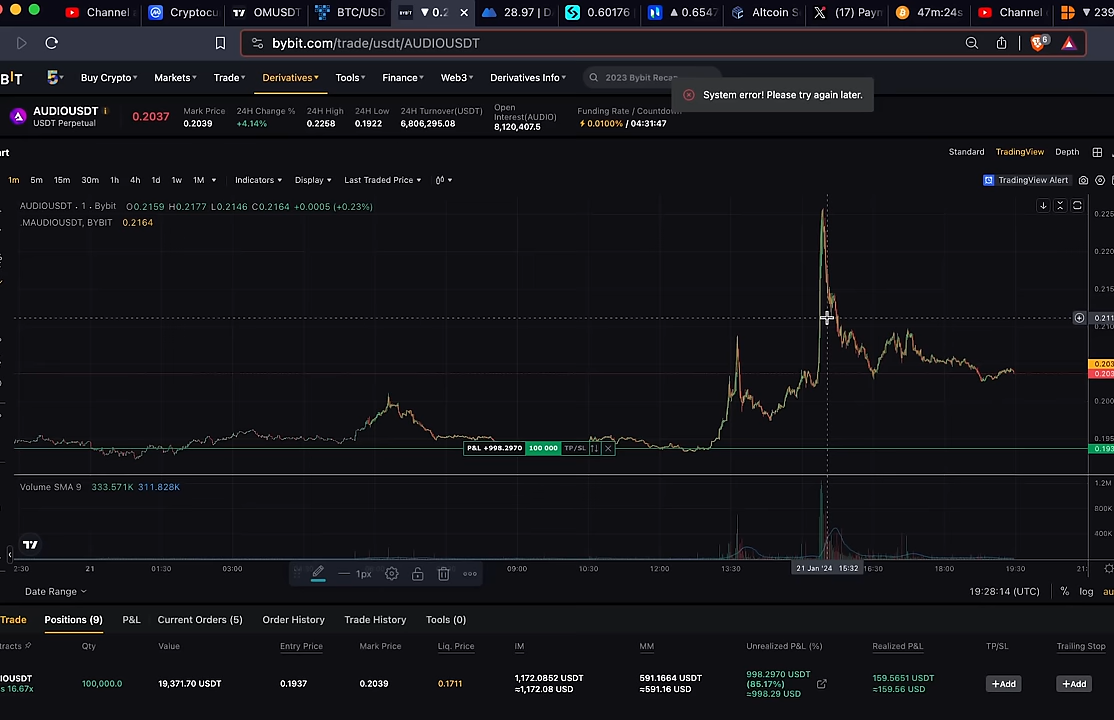 Channel
Cryptocu
OMUSDT
BTC/USD
▼ 0.2
28.97 | D
0.60176
▲ 0.6547
Altcoin S
(17) Payn
47m:24s
Channel
▼ 239
bybit.com/trade/usdt/AUDIOUSDT
6
Buy Crypto
Markets
Trade
Derivatives
Tools
Finance
Web3
Derivatives Info
2023 Bybit Recap
System error! Please try again later.
AUDIOUSDT
USDT Perpetual
0.2037
Mark Price
0.2039
24H Change %
+4.14%
24H High
0.2258
24H Low
0.1922
24H Turnover(USDT)
6,806,295.08
Open
Interest(AUDIO)
8,120,407.5
Funding Rate / Countdown
0.0100% / 04:31:47
Standard
TradingView
Depth
1m 5m 15m 30m 1h 4h 1d 1w 1M
Indicators
Display
Last Traded Price
TradingView Alert
AUDIOUSDT · 1 · Bybit O0.2159 H0.2177 L0.2146 C0.2164 +0.0005 (+0.23%)
.MAUDIOUSDT, BYBIT 0.2164
0.225
0.220
0.215
0.211
0.210
0.203
0.203
0.200
0.195
0.193
P&L +998.2970 100 000 TP/SL
Volume SMA 9 333.571K 311.828K
1.2M
800K
400K
1px
2:30 21 01:30 03:00 09:00 10:30 12:00 13:30 21 Jan '24 15:32 16:30 18:00 19:30 21:
Date Range
19:28:14 (UTC)
% log au
Trade
Positions (9)
P&L
Current Orders (5)
Order History
Trade History
Tools (0)
Qty
Value
Entry Price
Mark Price
Liq. Price
IM
MM
Unrealized P&L (%)
Realized P&L
TP/SL
Trailing Stop
100,000.0
19,371.70 USDT
0.1937
0.2039
0.1711
1,172.0852 USDT
≈1,172.08 USD
591.1664 USDT
≈591.16 USD
998.2970 USDT
(85.17%)
≈998.29 USD
159.5651 USDT
≈159.56 USD
+Add
+Add